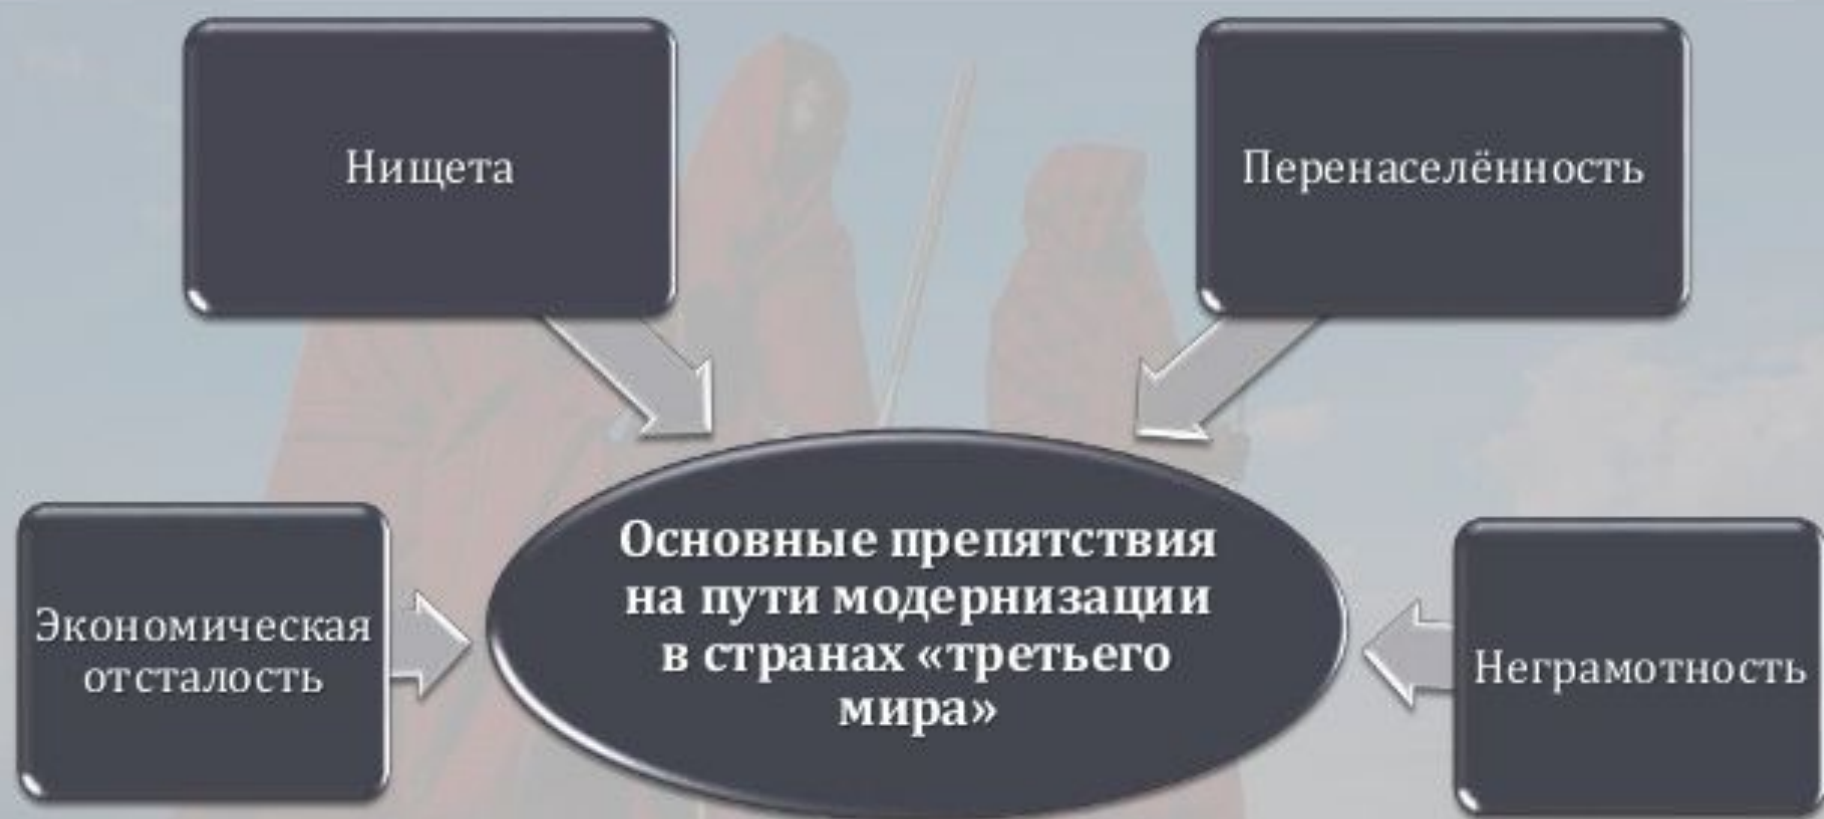 Нищета
Перенаселённость
Экономическая
отсталость
Основные препятствия
на пути модернизации
в странах «третьего
мира»
Неграмотность